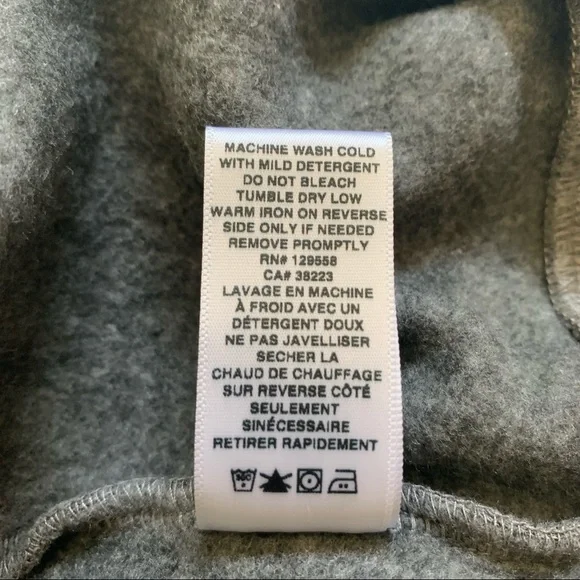 MACHINE WASH COLD
WITH MILD DETERGENT
DO NOT BLEACH
TUMBLE DRY LOW
WARM IRON ON REVERSE
SIDE ONLY IF NEEDED
REMOVE PROMPTLY
RN# 129558
CA# 38223
LAVAGE EN MACHINE
À FROID AVEC UN
DÉTERGENT DOUX
NE PAS JAVELLISER
SECHER LA
CHAUD DE CHAUFFAGE
SUR REVERSE CÔTÉ
SEULEMENT
SINÉCESSAIRE
RETIRER RAPIDEMENT